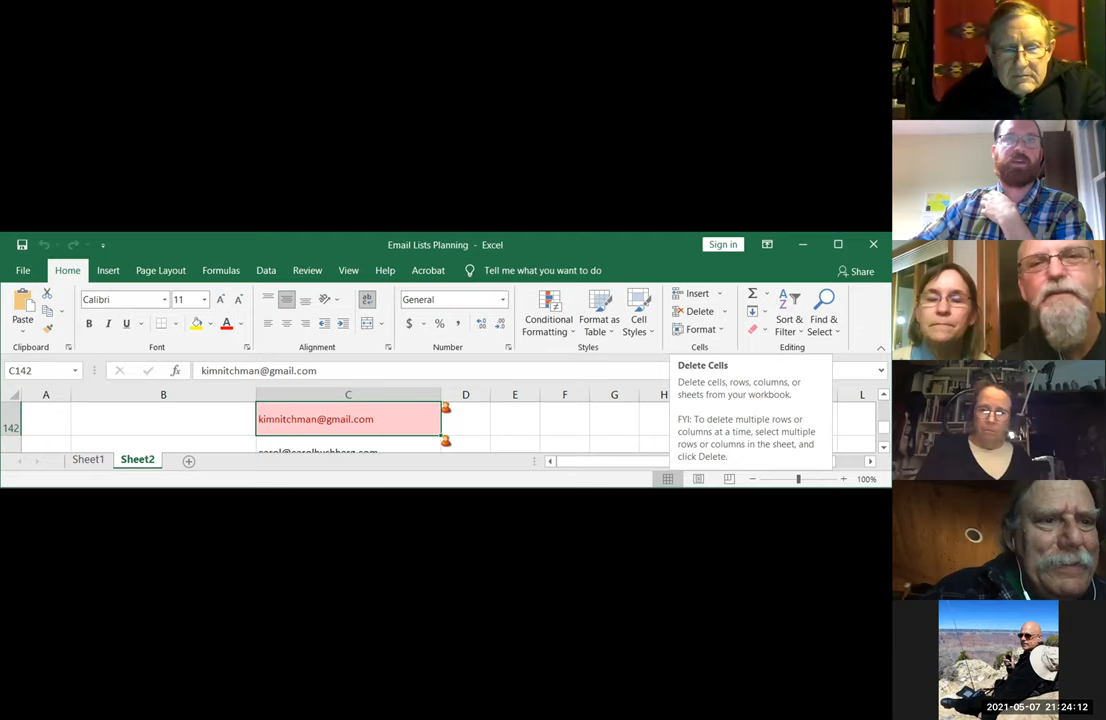 Email Lists Planning - Excel
Sign in
File Home Insert Page Layout Formulas Data Review View Help Acrobat Tell me what you want to do Share
Calibri 11 General
Paste
B I U
Conditional Formatting
Format as Table
Cell Styles
Insert
Delete
Format
Sort & Filter
Find & Select
Clipboard Font Alignment Number Styles Cells Editing
C142 fx kimnitchman@gmail.com
Delete Cells
Delete cells, rows, columns, or
sheets from your workbook.
FYI: To delete multiple rows or
columns at a time, select multiple
rows or columns in the sheet, and
click Delete.
A B C D E F G H L
142 kimnitchman@gmail.com
Sheet1 Sheet2
100%
2021-05-07 21:24:12